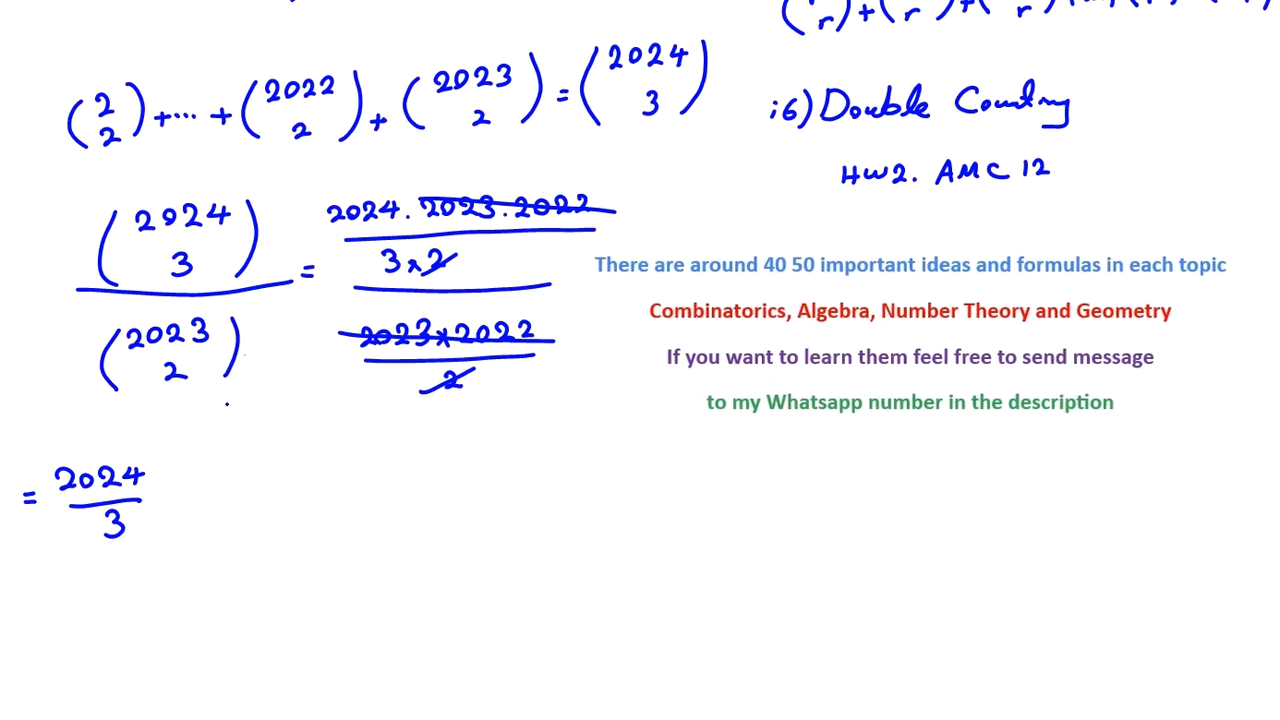 (r) + (r) + (r)
(2 2) + ... + (2022 2) + (2023 2) = (2024 3)
i6) Double Counting
HW2. AMC 12
(2024 3) / (2023 2) = (2024 . 2023 . 2022 / 3 × 2) / (2023 × 2022 / 2)
There are around 40 50 important ideas and formulas in each topic
Combinatorics, Algebra, Number Theory and Geometry
If you want to learn them feel free to send message
to my Whatsapp number in the description
= 2024 / 3